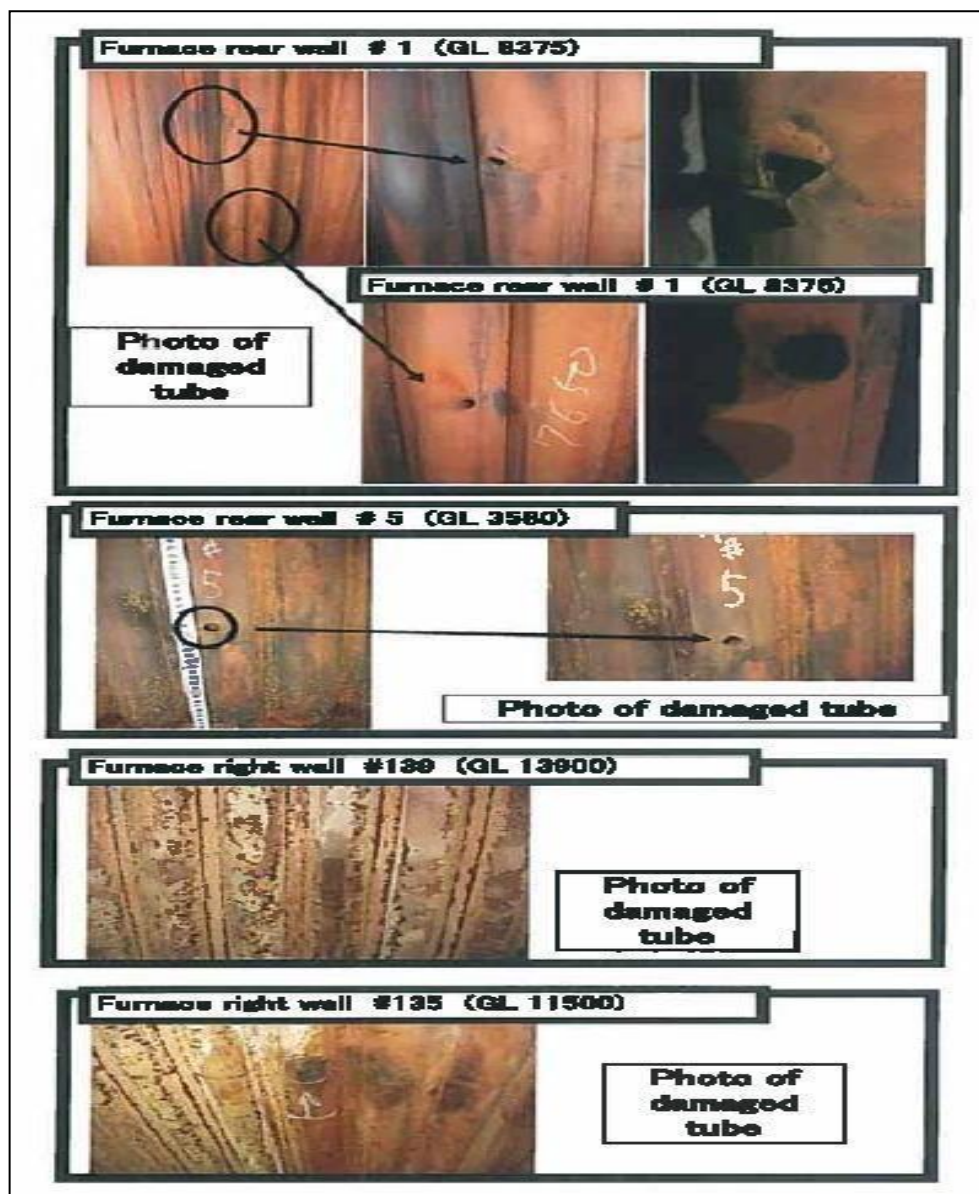 Furnace rear wall # 1 (GL 8375)
Furnace rear wall # 1 (GL 8375)
Photo of
damaged
tube
7650
Furnace rear wall # 5 (GL 3580)
5 #
5 #
Photo of damaged tube
Furnace right wall #139 (GL 13900)
Photo of
damaged
tube
Furnace right wall #135 (GL 11500)
Photo of
damaged
tube